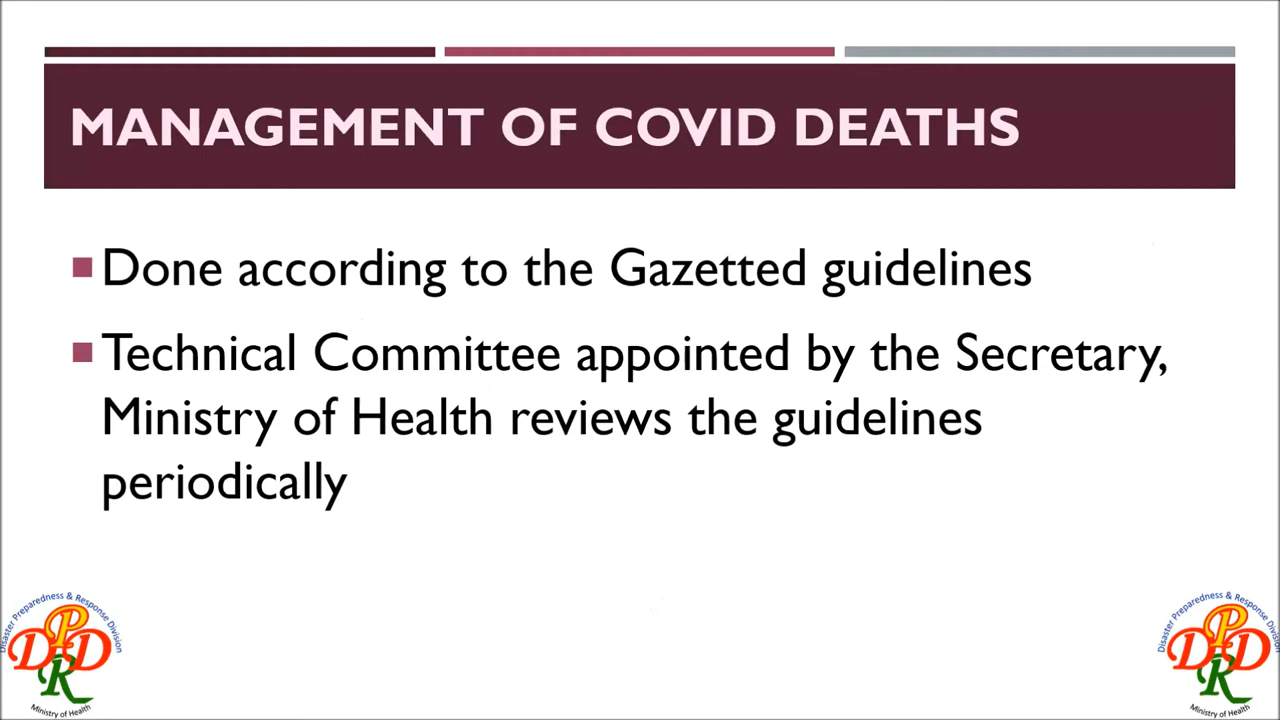 MANAGEMENT OF COVID DEATHS
Done according to the Gazetted guidelines
Technical Committee appointed by the Secretary,
Ministry of Health reviews the guidelines
periodically
Disaster Preparedness & Response Division
DPRD
Ministry of Health
Disaster Preparedness & Response Division
DPRD
Ministry of Health